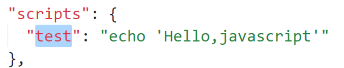 "scripts": {
"test": "echo 'Hello,javascript'"
},